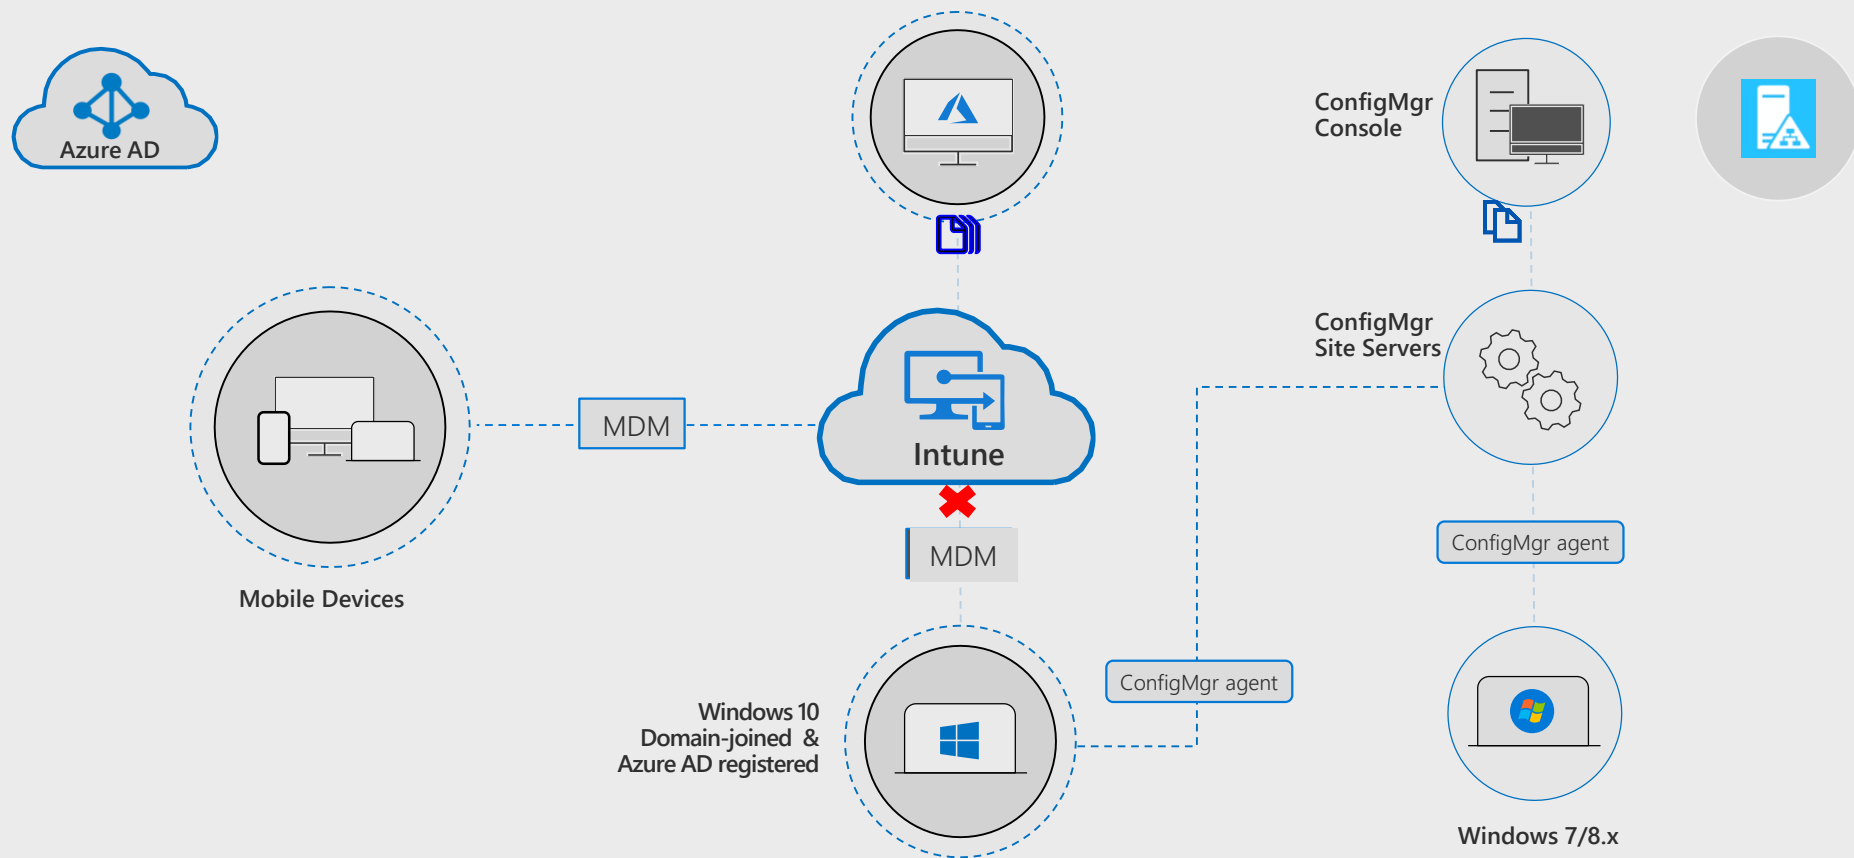 Azure AD
ConfigMgr
Console
ConfigMgr
Site Servers
MDM
Intune
MDM
ConfigMgr agent
Mobile Devices
ConfigMgr agent
Windows 10
Domain-joined &
Azure AD registered
Windows 7/8.x